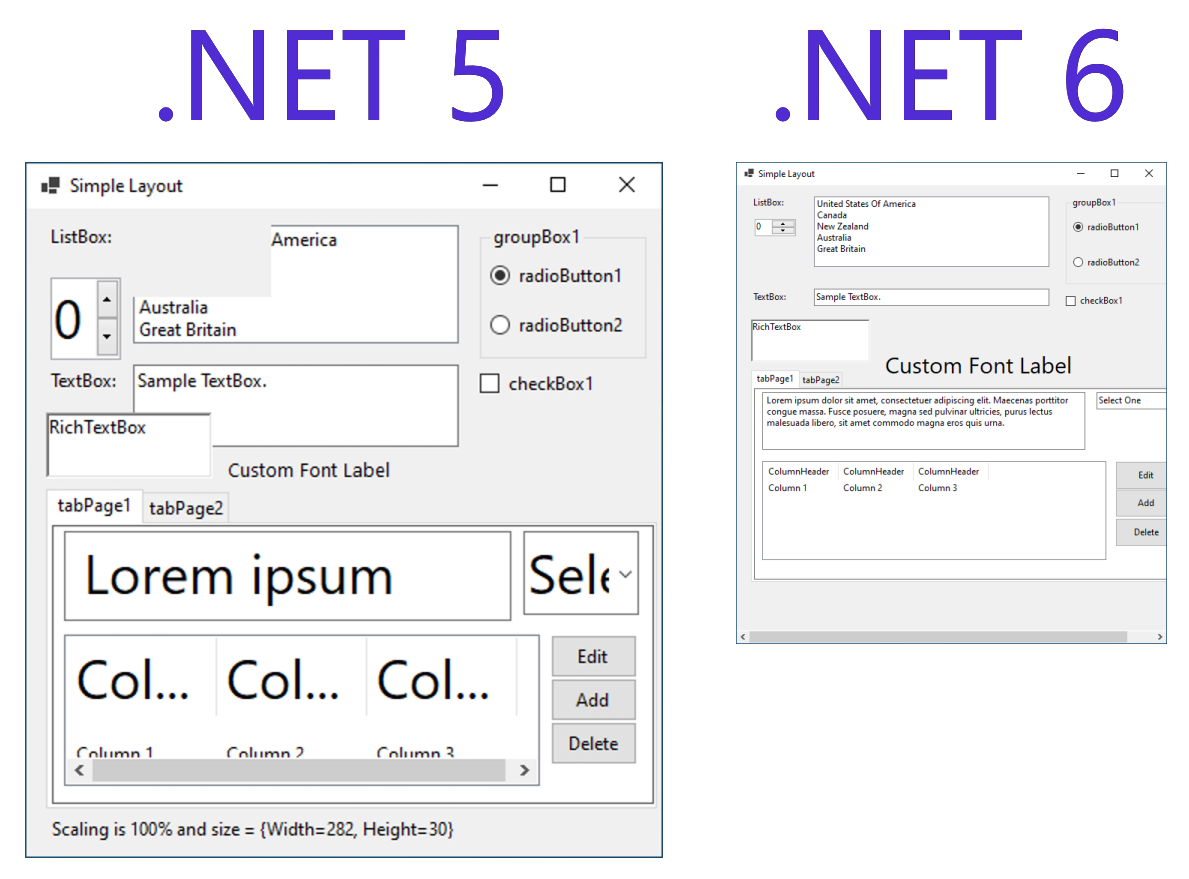 .NET 5
Simple Layout
ListBox:
America
Australia
Great Britain
0
groupBox1
radioButton1
radioButton2
TextBox:
Sample TextBox.
checkBox1
RichTextBox
Custom Font Label
tabPage1
tabPage2
Lorem ipsum
Sele
Col...
Col...
Col...
Column 1
Column 2
Column 3
Edit
Add
Delete
Scaling is 100% and size = {Width=282, Height=30}
.NET 6
Simple Layout
ListBox:
0
United States Of America
Canada
New Zealand
Australia
Great Britain
groupBox1
radioButton1
radioButton2
TextBox:
Sample TextBox.
checkBox1
RichTextBox
Custom Font Label
tabPage1
tabPage2
Lorem ipsum dolor sit amet, consectetuer adipiscing elit. Maecenas porttitor
congue massa. Fusce posuere, magna sed pulvinar ultricies, purus lectus
malesuada libero, sit amet commodo magna eros quis urna.
Select One
ColumnHeader
ColumnHeader
ColumnHeader
Column 1
Column 2
Column 3
Edit
Add
Delete